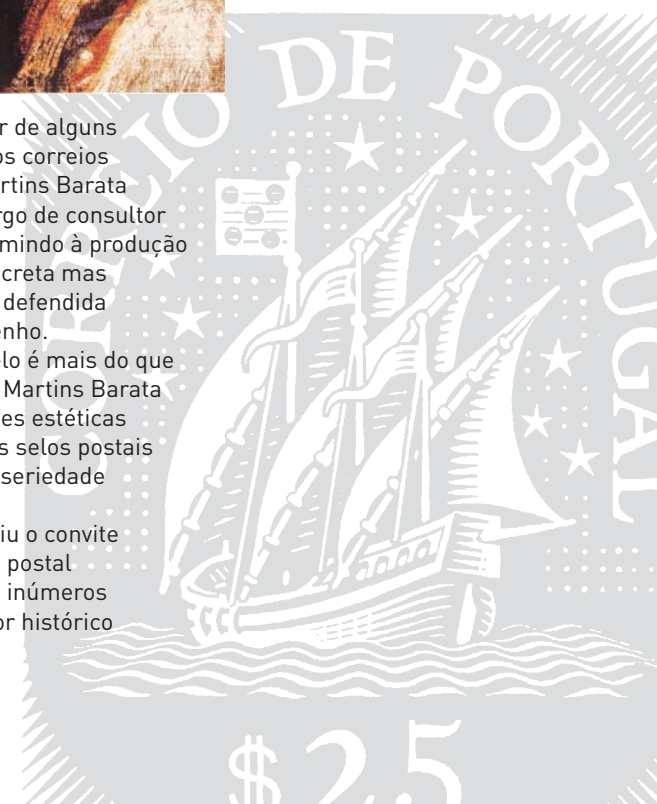 r de alguns
os correios
rtins Barata
rgo de consultor
mindo à produção
creta mas
defendida
enho.
elo é mais do que
Martins Barata
es estéticas
s selos postais
seriedade
iu o convite
postal
inúmeros
or histórico
CORREIO DE PORTUGAL
$25